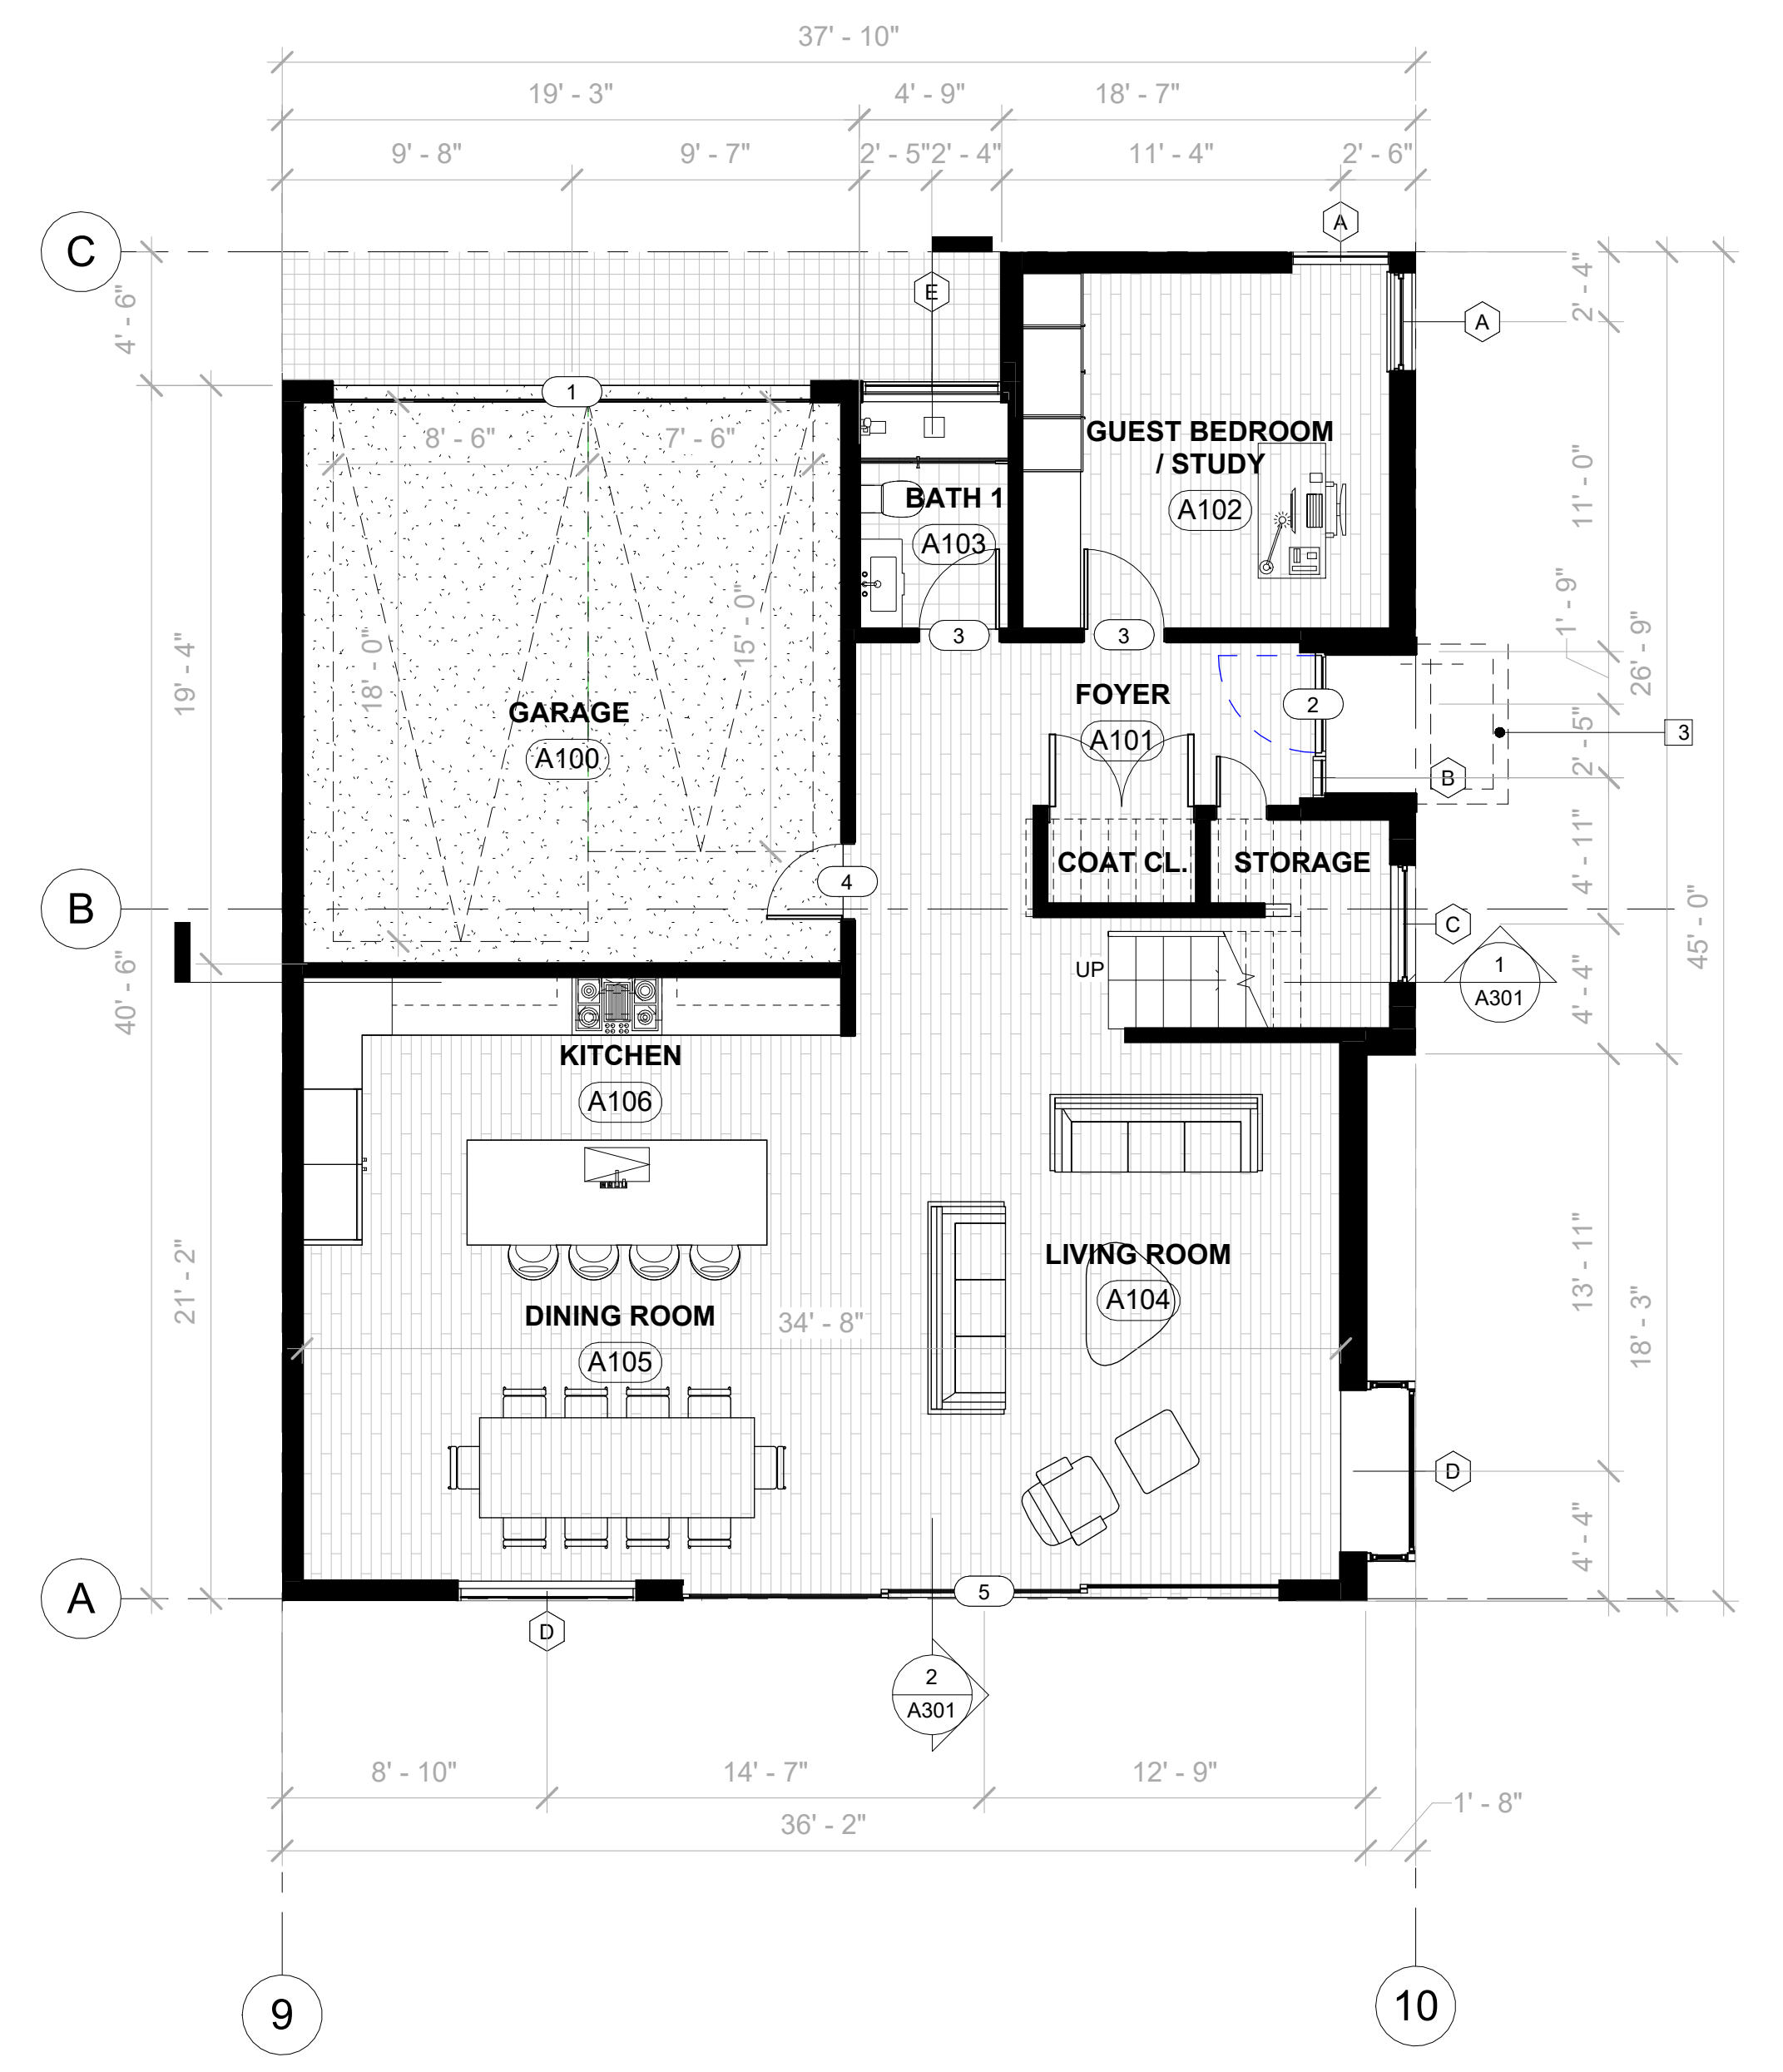 37' - 10"
19' - 3"
4' - 9"
18' - 7"
9' - 8"
9' - 7"
2' - 5"
2' - 4"
11' - 4"
2' - 6"
A
C
E
A
2' - 4"
4' - 6"
1
8' - 6"
7' - 6"
GUEST BEDROOM
/ STUDY
A102
BATH 1
A103
11' - 0"
1' - 9"
26' - 9"
19' - 4"
18' - 0"
15' - 0"
3
3
FOYER
A101
2
GARAGE
A100
2' - 5"
3
B
4' - 11"
COAT CL.
STORAGE
4
B
C
45' - 0"
1
A301
UP
40' - 6"
4' - 4"
KITCHEN
A106
21' - 2"
LIVING ROOM
A104
13' - 11"
18' - 3"
DINING ROOM
A105
34' - 8"
D
4' - 4"
A
5
D
2
A301
8' - 10"
14' - 7"
12' - 9"
1' - 8"
36' - 2"
9
10